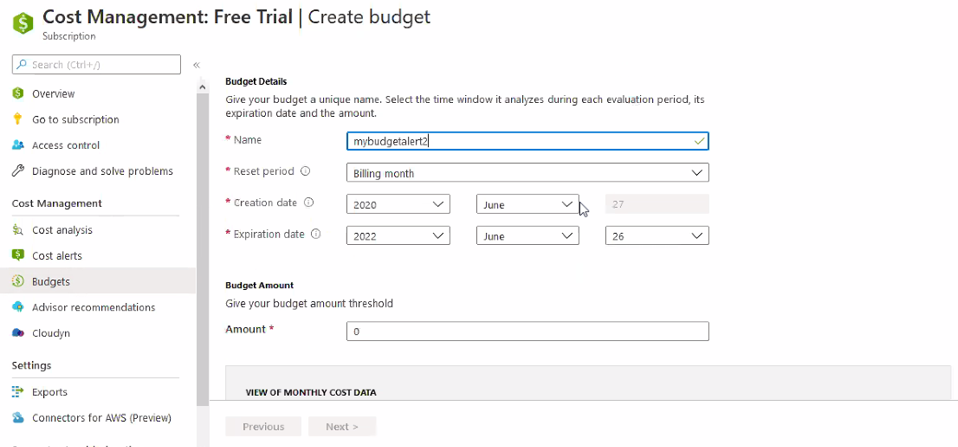 Cost Management: Free Trial | Create budget
Subscription
Search (Ctrl+/)
«
Overview
Go to subscription
Access control
Diagnose and solve problems
Cost Management
Cost analysis
Cost alerts
Budgets
Advisor recommendations
Cloudyn
Settings
Exports
Connectors for AWS (Preview)
Budget Details
Give your budget a unique name. Select the time window it analyzes during each evaluation period, its
expiration date and the amount.
* Name mybudgetalert2
* Reset period Billing month
* Creation date 2020 June 27
* Expiration date 2022 June 26
Budget Amount
Give your budget amount threshold
Amount * 0
VIEW OF MONTHLY COST DATA
Previous Next >